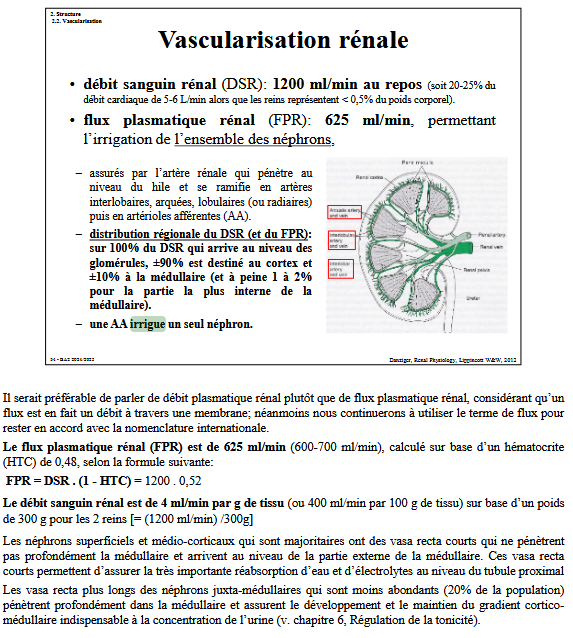 2. Structure
2.2. Vascularisation
Vascularisation rénale
• débit sanguin rénal (DSR): 1200 ml/min au repos (soit 20-25% du
débit cardiaque de 5-6 L/min alors que les reins représentent < 0,5% du poids corporel).
• flux plasmatique rénal (FPR): 625 ml/min, permettant
l’irrigation de l’ensemble des néphrons,
– assurés par l’artère rénale qui pénètre au
niveau du hile et se ramifie en artères
interlobaires, arquées, lobulaires (ou radiaires)
puis en artérioles afférentes (AA).
– distribution régionale du DSR (et du FPR):
sur 100% du DSR qui arrive au niveau des
glomérules, ±90% est destiné au cortex et
±10% à la médullaire (et à peine 1 à 2%
pour la partie la plus interne de la
médullaire).
– une AA irrigue un seul néphron.
Renal cortex
Arcuate artery
and vein
Interlobular
artery
and vein
Interlobar
artery
and vein
Renal artery
Renal vein
Renal pelvis
Ureter
Danziger, Renal Physiology, Lippincott W&W, 2012
Il serait préférable de parler de débit plasmatique rénal plutôt que de flux plasmatique rénal, considérant qu’un
flux est en fait un débit à travers une membrane; néanmoins nous continuerons à utiliser le terme de flux pour
rester en accord avec la nomenclature internationale.
Le flux plasmatique rénal (FPR) est de 625 ml/min (600-700 ml/min), calculé sur base d’un hématocrite
(HTC) de 0,48, selon la formule suivante:
FPR = DSR . (1 - HTC) = 1200 . 0,52
Le débit sanguin rénal est de 4 ml/min par g de tissu (ou 400 ml/min par 100 g de tissu) sur base d’un poids
de 300 g pour les 2 reins [= (1200 ml/min) /300g]
Les néphrons superficiels et médio-corticaux qui sont majoritaires ont des vasa recta courts qui ne pénètrent
pas profondément la médullaire et arrivent au niveau de la partie externe de la médullaire. Ces vasa recta
courts permettent d’assurer la très importante réabsorption d’eau et d’électrolytes au niveau du tubule proximal
Les vasa recta plus longs des néphrons juxta-médullaires qui sont moins abondants (20% de la population)
pénètrent profondément dans la médullaire et assurent le développement et le maintien du gradient cortico-
médullaire indispensable à la concentration de l’urine (v. chapitre 6, Régulation de la tonicité).